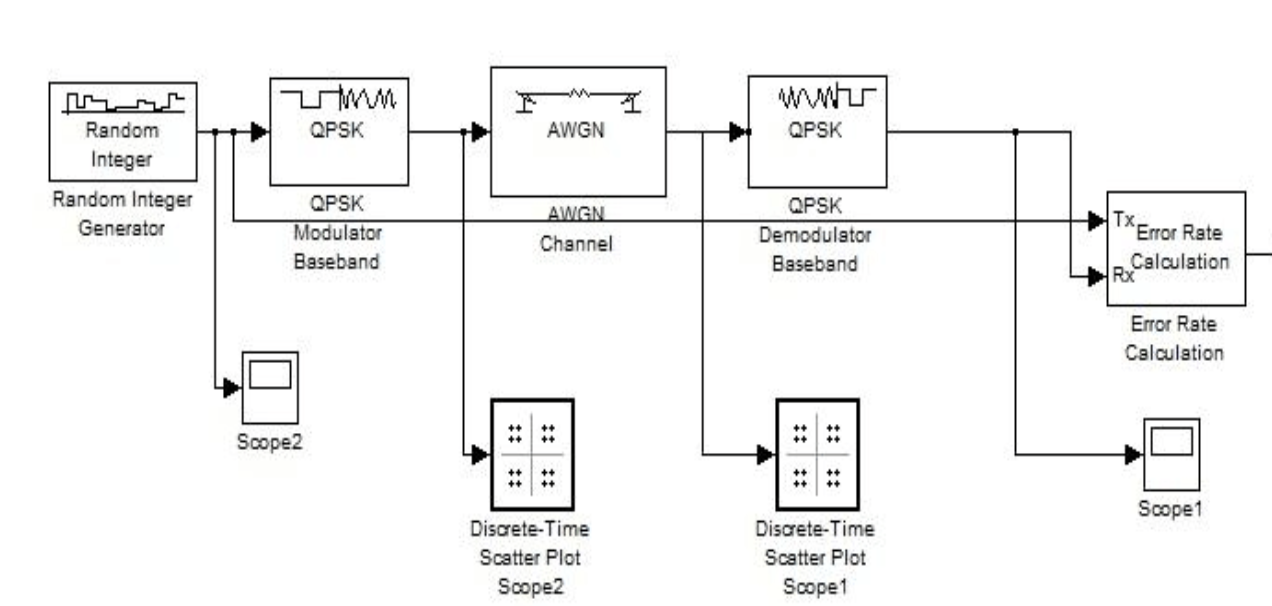 Random
Integer
Random Integer
Generator
QPSK
QPSK
Modulator
Baseband
AWGN
AWGN
Channel
QPSK
QPSK
Demodulator
Baseband
Tx
Rx
Error Rate
Calculation
Error Rate
Calculation
Scope2
Discrete-Time
Scatter Plot
Scope2
Discrete-Time
Scatter Plot
Scope1
Scope1